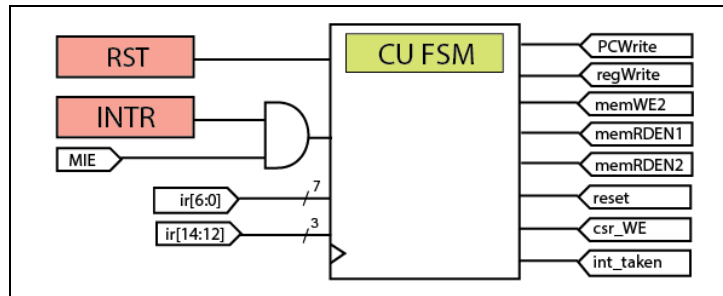 RST
CU FSM
PCWrite
regWrite
INTR
memWE2
memRDEN1
MIE
memRDEN2
ir[6:0]
7
reset
ir[14:12]
3
csr_WE
int_taken